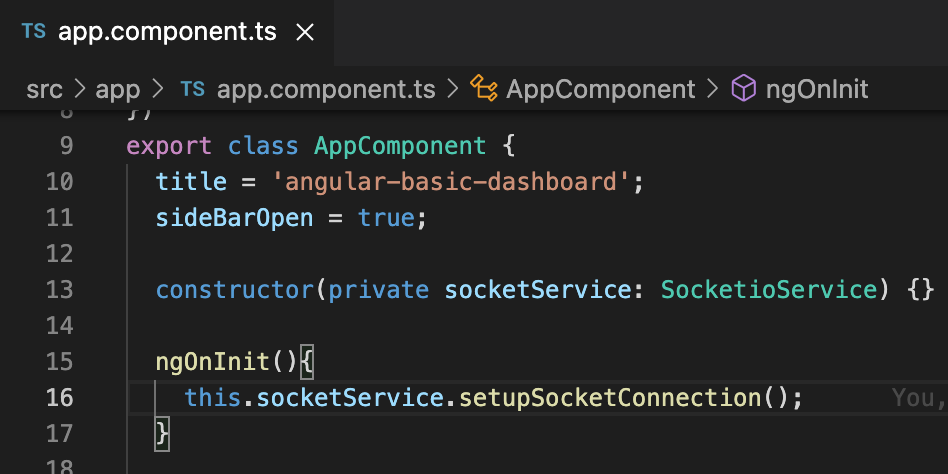 TS app.component.ts ×
src > app > TS app.component.ts > AppComponent > ngOnInit
8 })
9 export class AppComponent {
10 title = 'angular-basic-dashboard';
11 sideBarOpen = true;
12
13 constructor(private socketService: SocketioService) {}
14
15 ngOnInit(){
16 this.socketService.setupSocketConnection(); You,
17 }
18